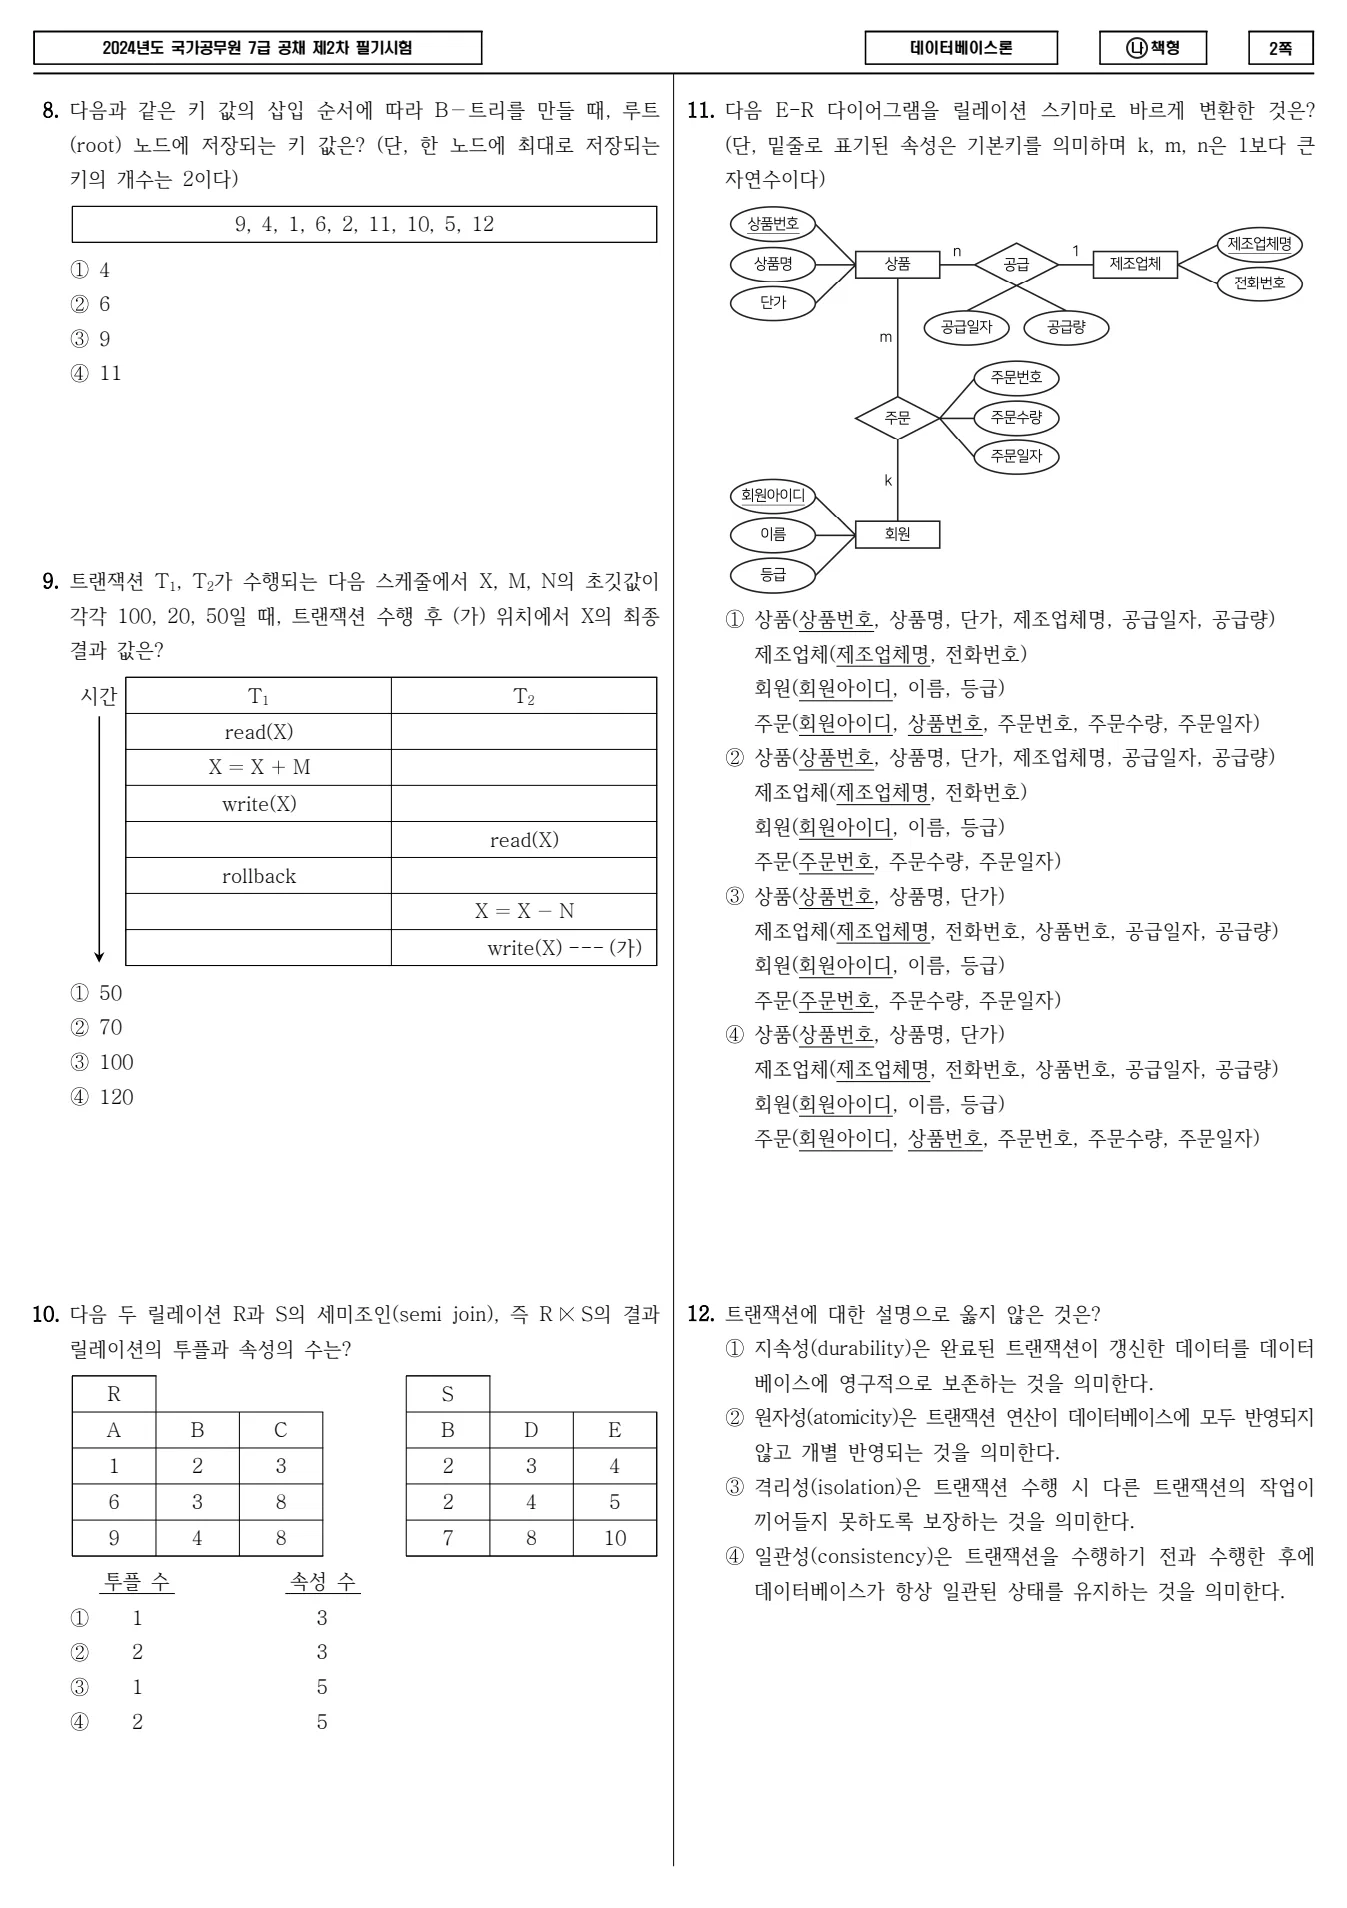 2024년도 국가공무원 7급 공채 제2차 필기시험
데이터베이스론
㉯책형
2쪽
8. 다음과 같은 키 값의 삽입 순서에 따라 B-트리를 만들 때, 루트
(root) 노드에 저장되는 키 값은? (단, 한 노드에 최대로 저장되는
키의 개수는 2이다)
9, 4, 1, 6, 2, 11, 10, 5, 12
① 4
② 6
③ 9
④ 11
9. 트랜잭션 T₁, T₂가 수행되는 다음 스케줄에서 X, M, N의 초깃값이
각각 100, 20, 50일 때, 트랜잭션 수행 후 (가) 위치에서 X의 최종
결과 값은?
시간 T₁ T₂
read(X)
X = X + M
write(X)
read(X)
rollback
X = X − N
write(X) --- (가)
① 50
② 70
③ 100
④ 120
10. 다음 두 릴레이션 R과 S의 세미조인(semi join), 즉 R⋉S의 결과
릴레이션의 투플과 속성의 수는?
R S
A B C B D E
1 2 3 2 3 4
6 3 8 2 4 5
9 4 8 7 8 10
투플 수 속성 수
① 1 3
② 2 3
③ 1 5
④ 2 5
11. 다음 E-R 다이어그램을 릴레이션 스키마로 바르게 변환한 것은?
(단, 밑줄로 표기된 속성은 기본키를 의미하며 k, m, n은 1보다 큰
자연수이다)
상품번호
상품명
단가
상품
n
공급
1
제조업체
제조업체명
전화번호
공급일자
공급량
m
주문번호
주문
주문수량
주문일자
k
회원아이디
이름
회원
등급
① 상품(상품번호, 상품명, 단가, 제조업체명, 공급일자, 공급량)
제조업체(제조업체명, 전화번호)
회원(회원아이디, 이름, 등급)
주문(회원아이디, 상품번호, 주문번호, 주문수량, 주문일자)
② 상품(상품번호, 상품명, 단가, 제조업체명, 공급일자, 공급량)
제조업체(제조업체명, 전화번호)
회원(회원아이디, 이름, 등급)
주문(주문번호, 주문수량, 주문일자)
③ 상품(상품번호, 상품명, 단가)
제조업체(제조업체명, 전화번호, 상품번호, 공급일자, 공급량)
회원(회원아이디, 이름, 등급)
주문(주문번호, 주문수량, 주문일자)
④ 상품(상품번호, 상품명, 단가)
제조업체(제조업체명, 전화번호, 상품번호, 공급일자, 공급량)
회원(회원아이디, 이름, 등급)
주문(회원아이디, 상품번호, 주문번호, 주문수량, 주문일자)
12. 트랜잭션에 대한 설명으로 옳지 않은 것은?
① 지속성(durability)은 완료된 트랜잭션이 갱신한 데이터를 데이터
베이스에 영구적으로 보존하는 것을 의미한다.
② 원자성(atomicity)은 트랜잭션 연산이 데이터베이스에 모두 반영되지
않고 개별 반영되는 것을 의미한다.
③ 격리성(isolation)은 트랜잭션 수행 시 다른 트랜잭션의 작업이
끼어들지 못하도록 보장하는 것을 의미한다.
④ 일관성(consistency)은 트랜잭션을 수행하기 전과 수행한 후에
데이터베이스가 항상 일관된 상태를 유지하는 것을 의미한다.